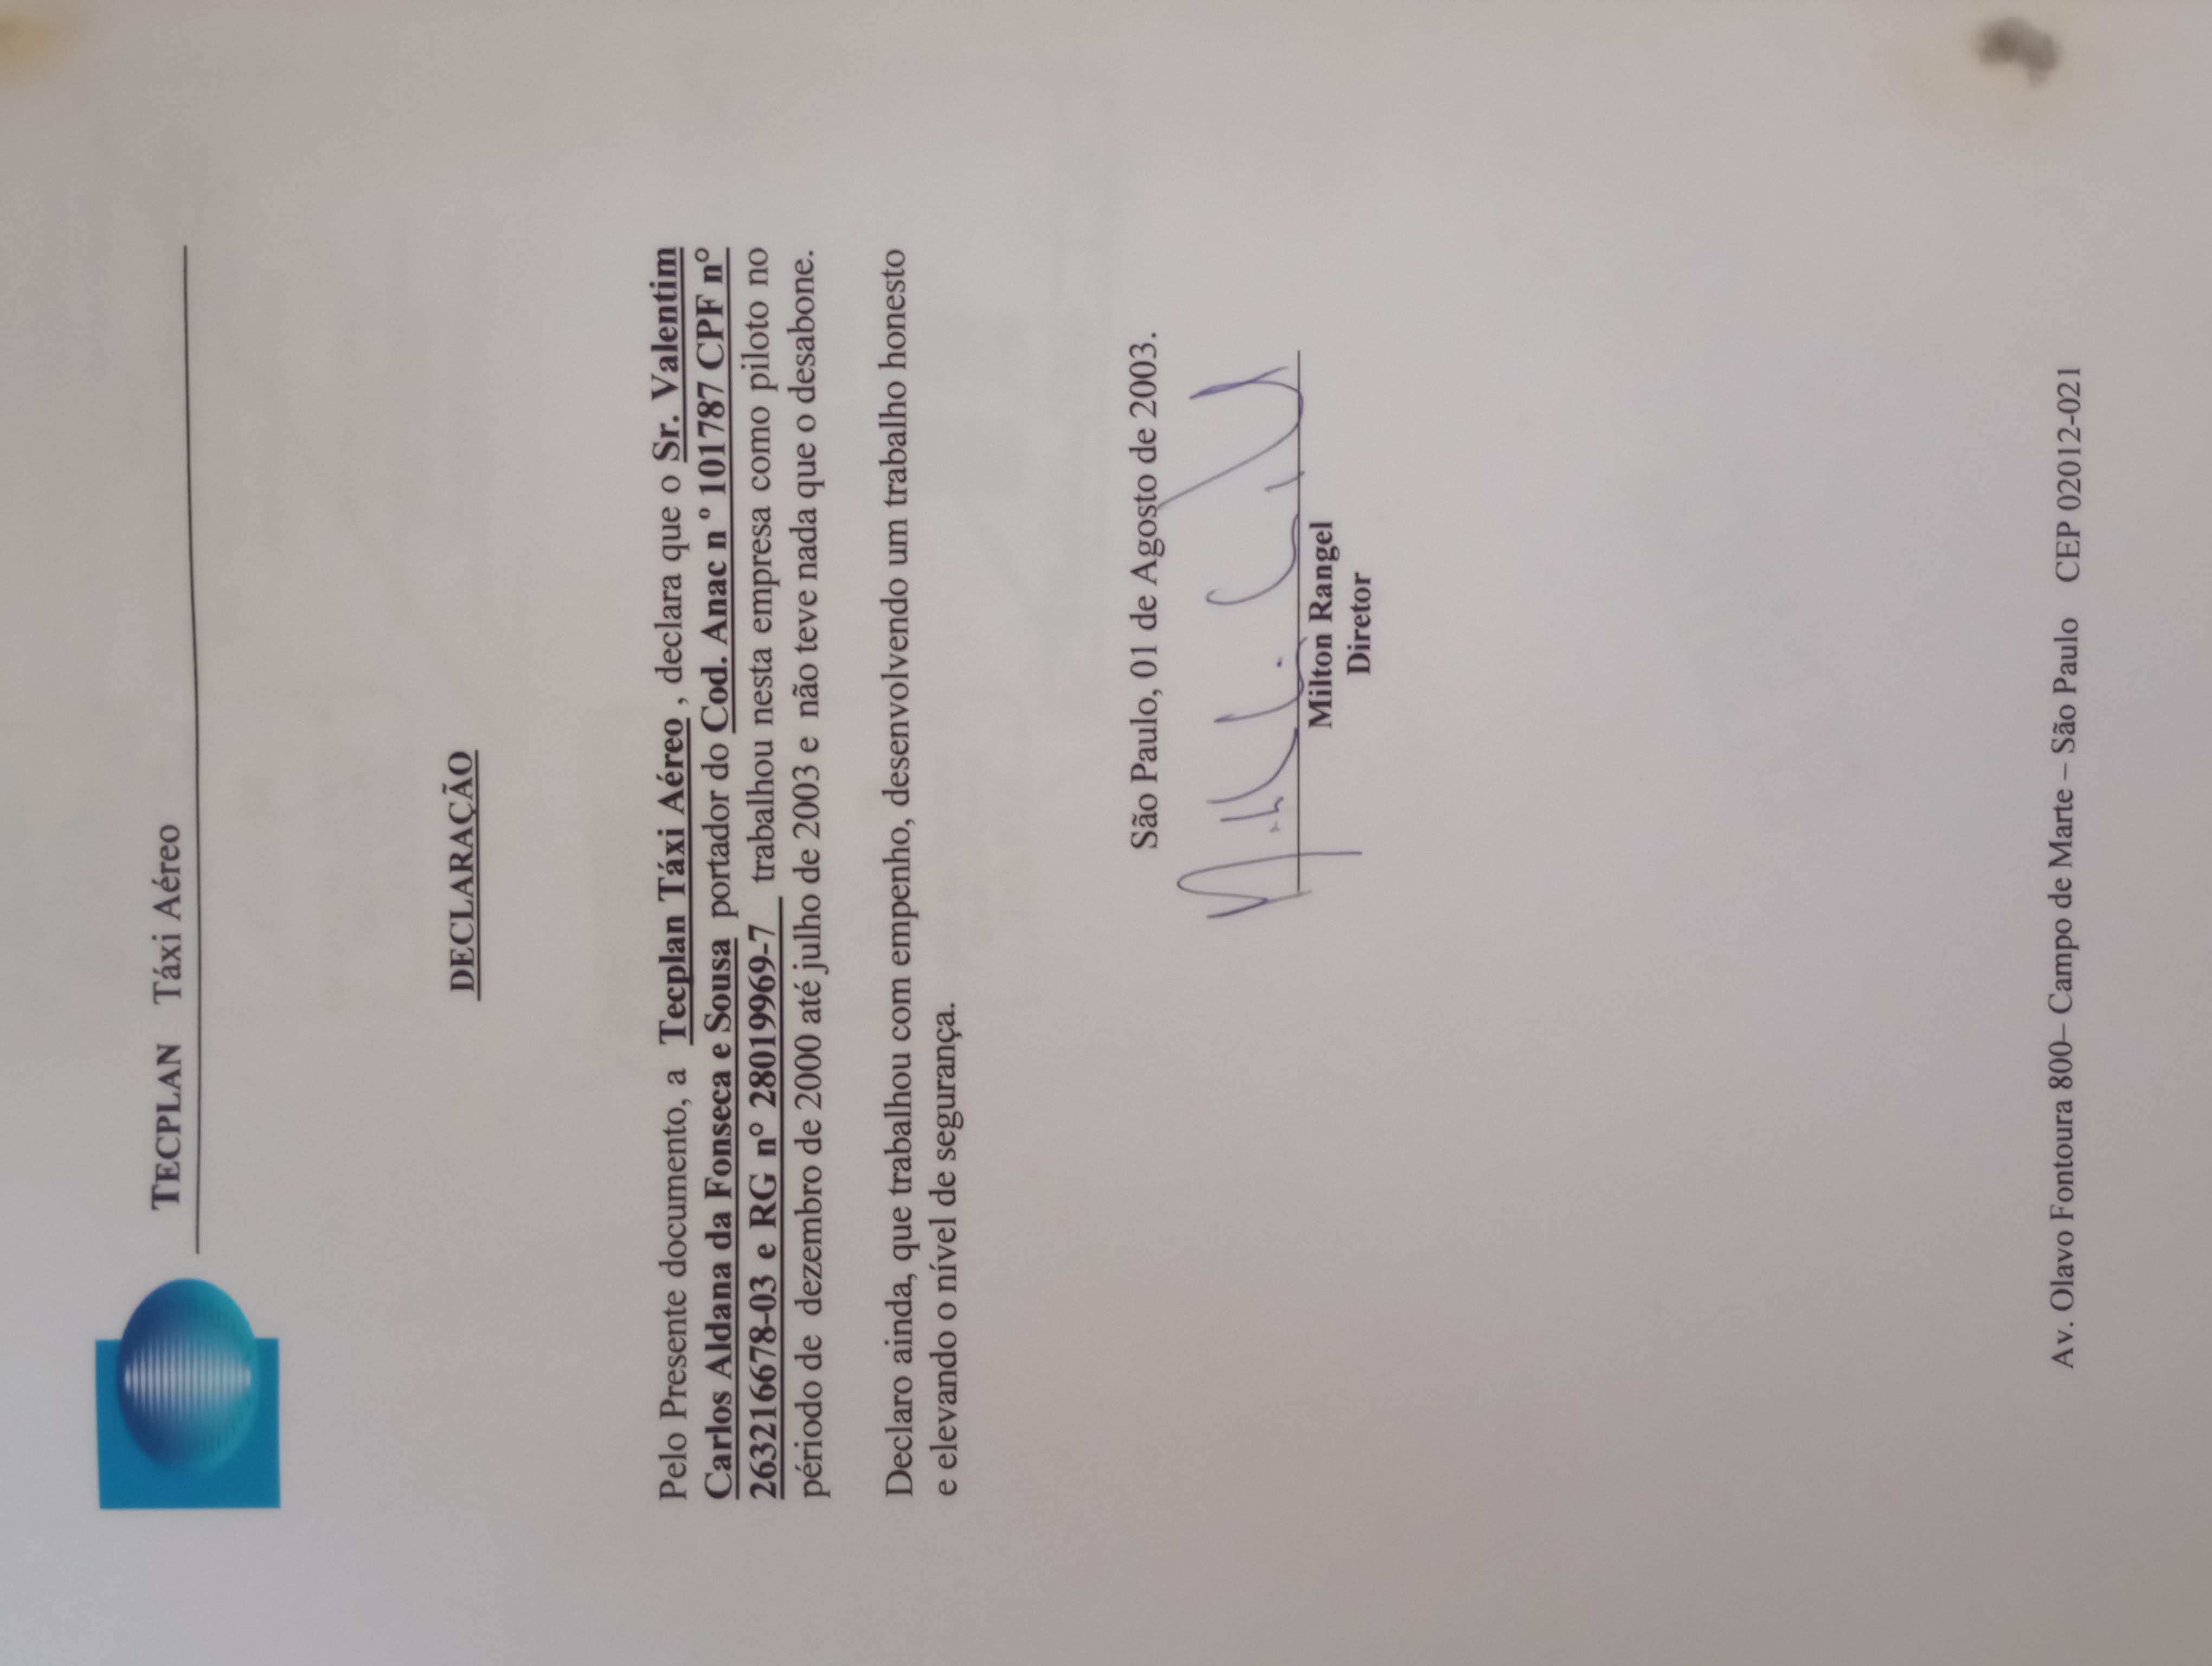 TECPLAN Táxi Aéreo
DECLARAÇÃO
Pelo Presente documento, a Tecplan Táxi Aéreo , declara que o Sr. Valentim
Carlos Aldana da Fonseca e Sousa portador do Cod. Anac n º 101787 CPF nº
263216678-03 e RG nº 28019969-7 trabalhou nesta empresa como piloto no
périodo de dezembro de 2000 até julho de 2003 e não teve nada que o desabone.
Declaro ainda, que trabalhou com empenho, desenvolvendo um trabalho honesto
e elevando o nível de segurança.
São Paulo, 01 de Agosto de 2003.
Milton Rangel
Diretor
Av. Olavo Fontoura 800– Campo de Marte – São Paulo CEP 02012-021